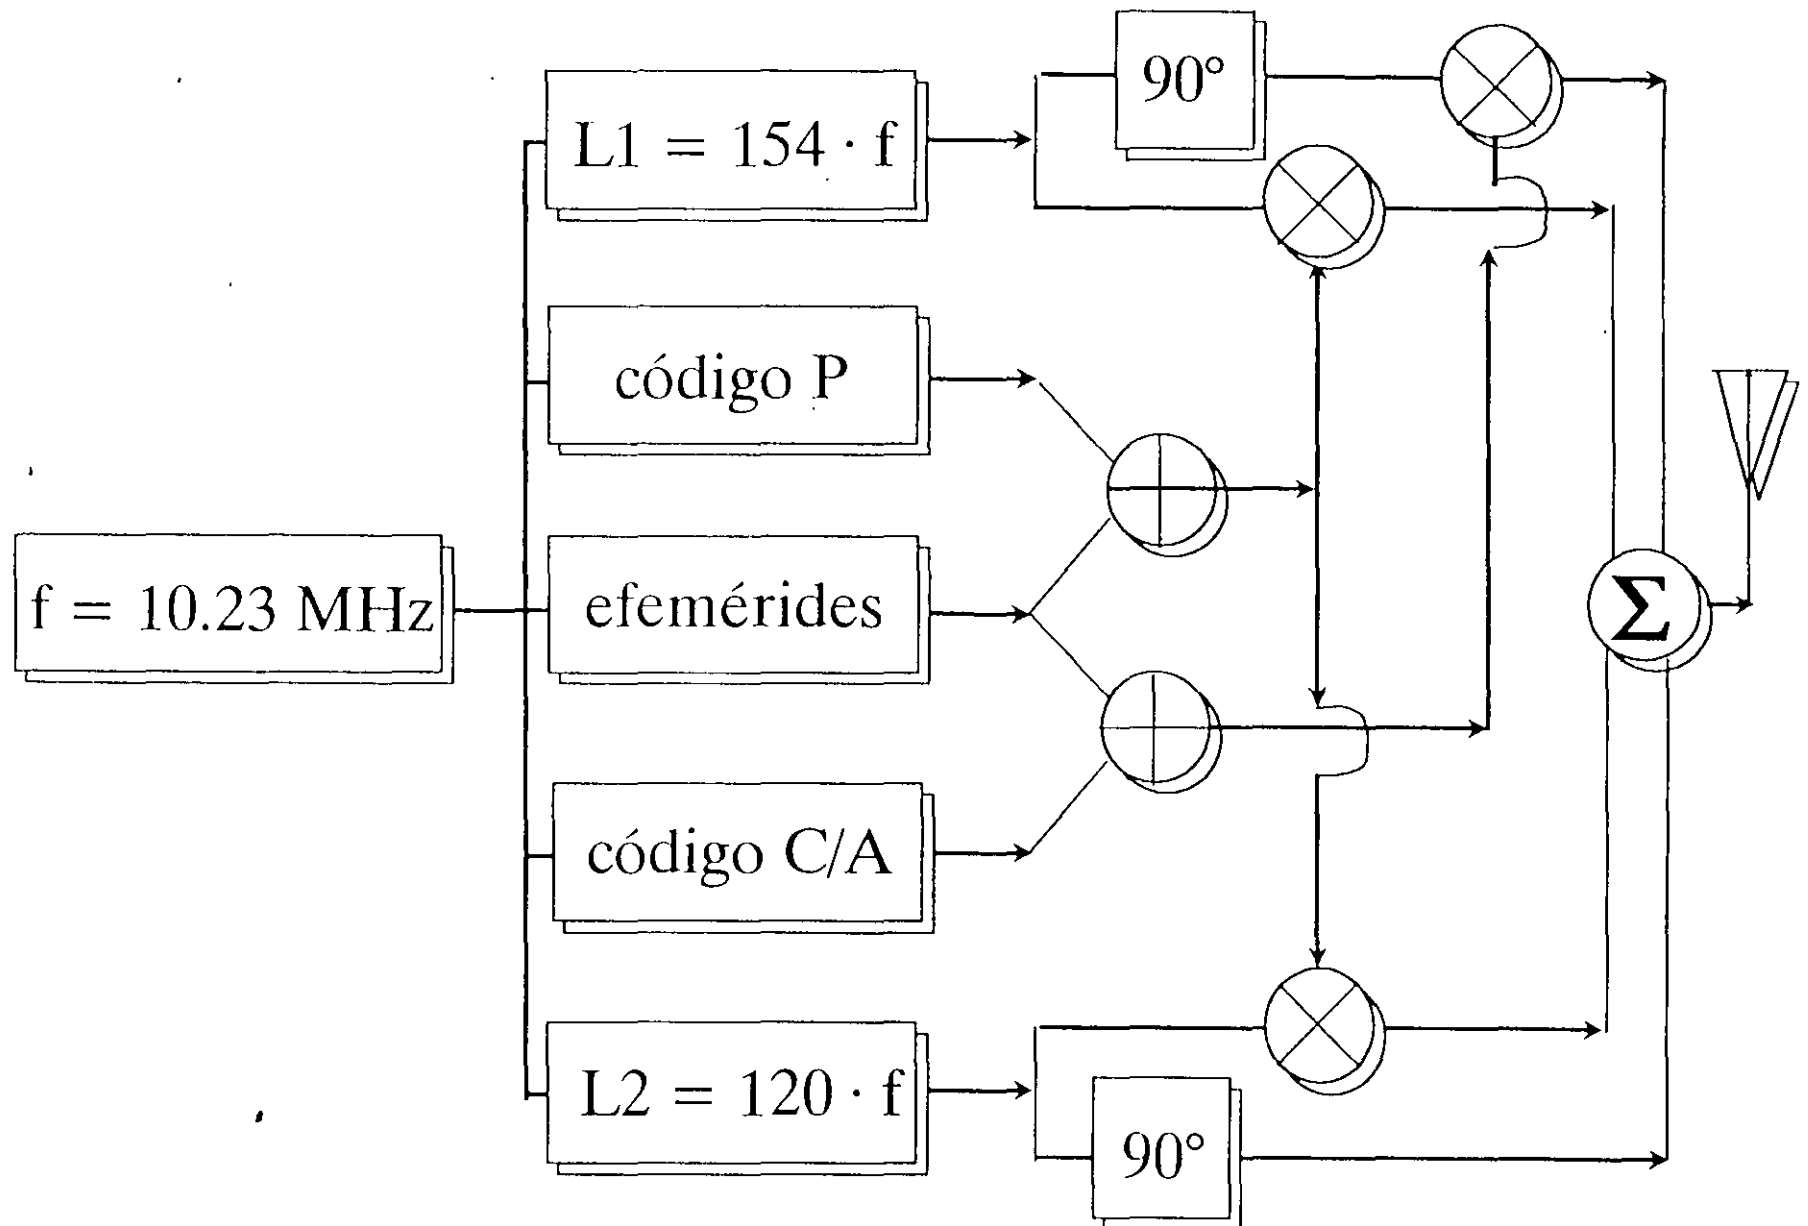 90°
L1 = 154 · f
código P
f = 10.23 MHz
efemérides
Σ
código C/A
L2 = 120 · f
90°